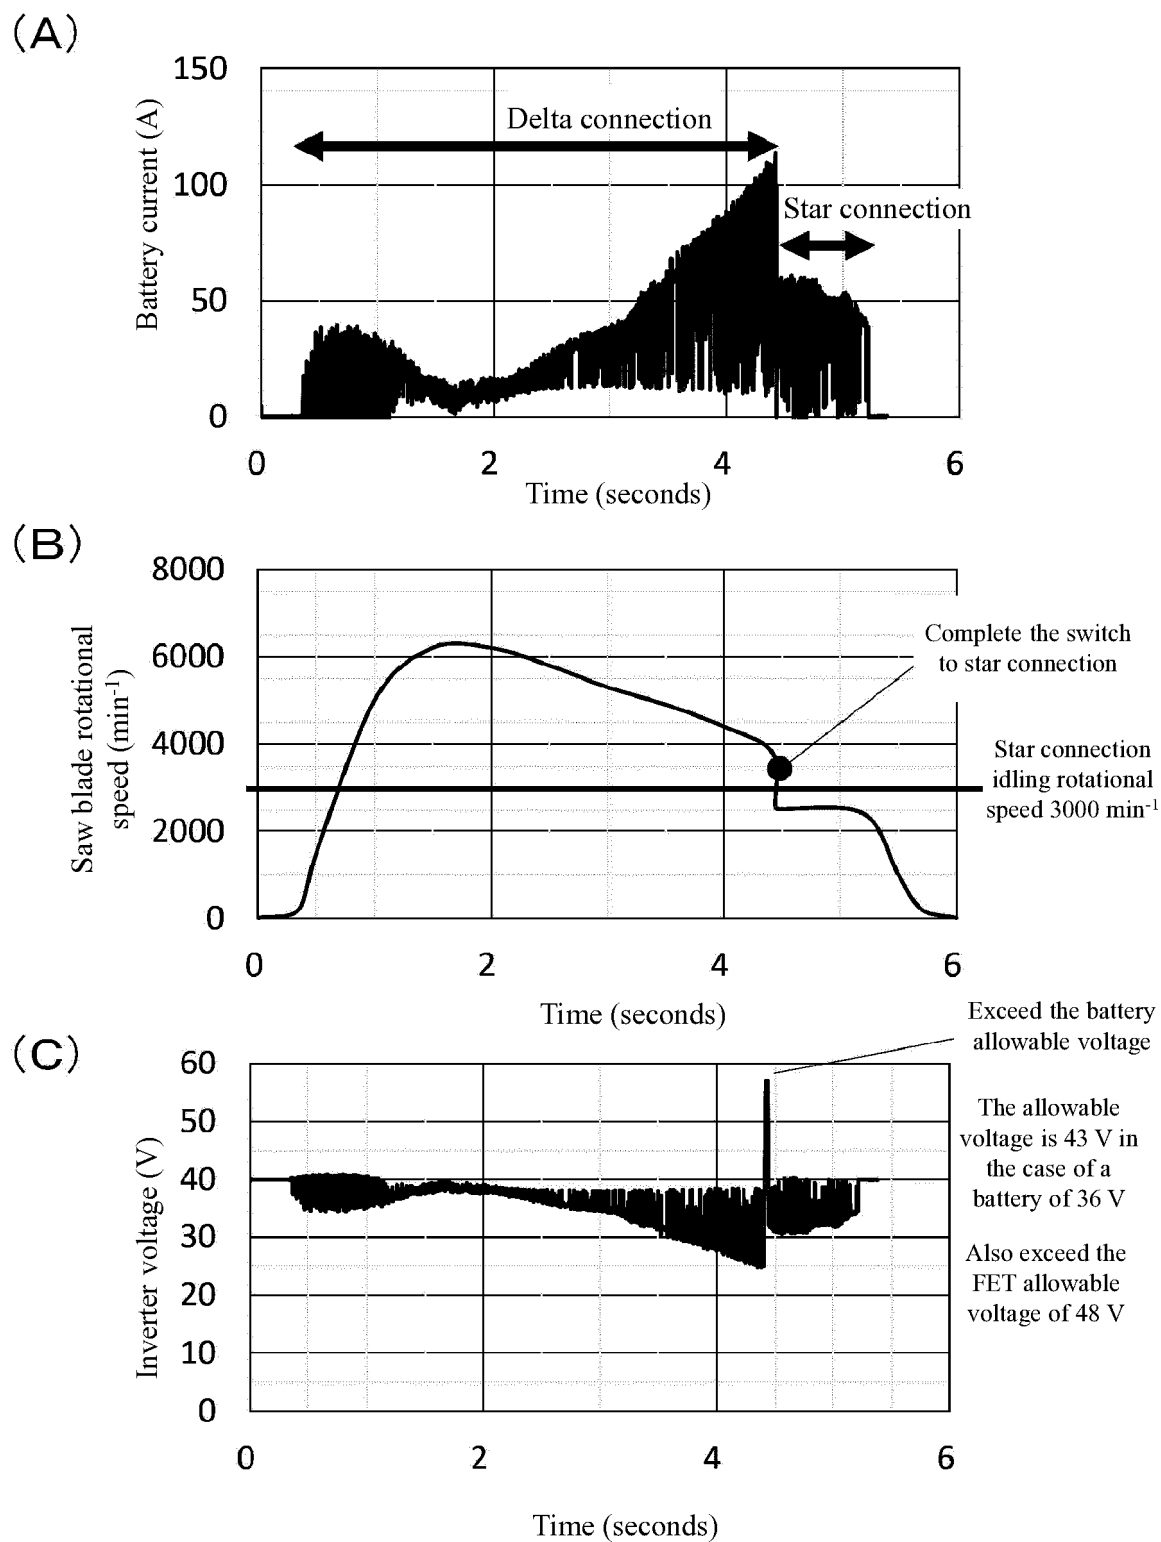 (A)
150
100
50
0
Battery current (A)
Delta connection
Star connection
0 2 4 6
Time (seconds)
(B)
8000
6000
4000
2000
0
Saw blade rotational
speed (min⁻¹)
Complete the switch
to star connection
Star connection
idling rotational
speed 3000 min⁻¹
0 2 4 6
Time (seconds)
(C)
60
50
40
30
20
10
0
Inverter voltage (V)
Exceed the battery
allowable voltage
The allowable
voltage is 43 V in
the case of a
battery of 36 V
Also exceed the
FET allowable
voltage of 48 V
0 2 4 6
Time (seconds)